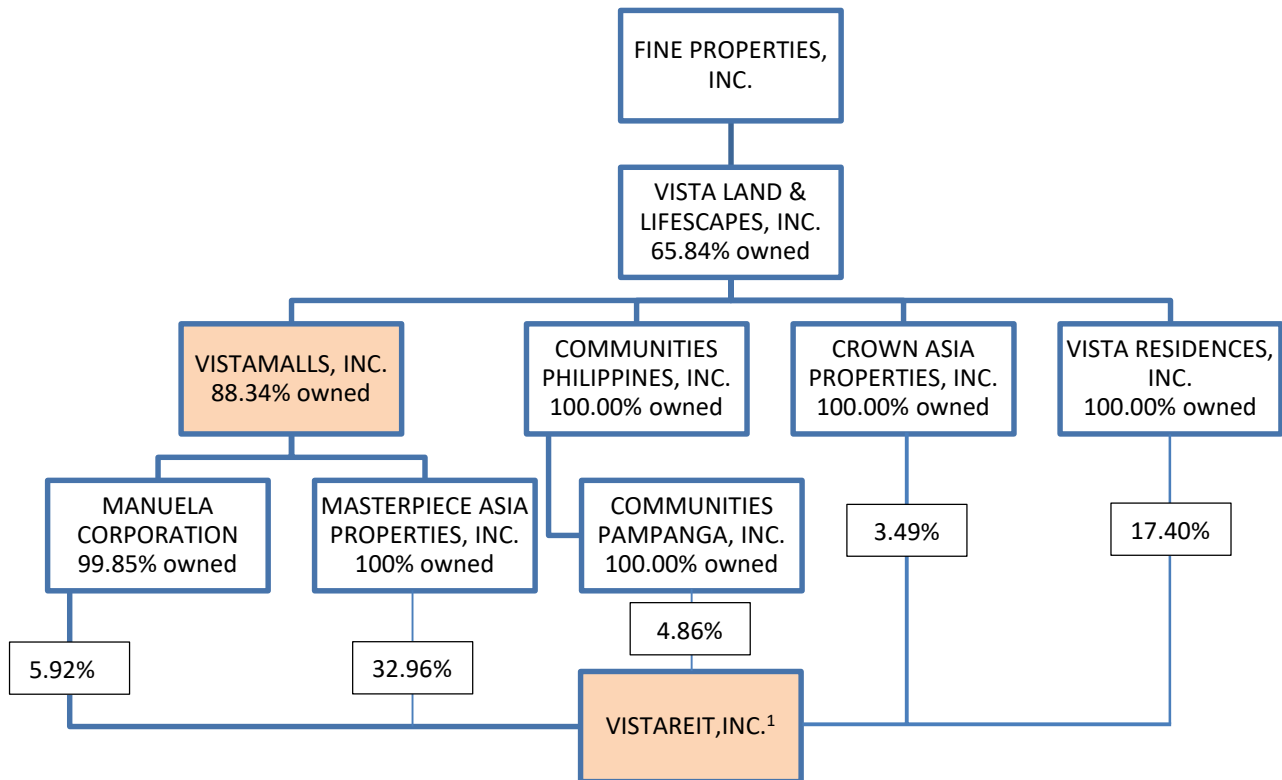 FINE PROPERTIES,
INC.
VISTA LAND &
LIFESCAPES, INC.
65.84% owned
VISTAMALLS, INC.
88.34% owned
COMMUNITIES
PHILIPPINES, INC.
100.00% owned
CROWN ASIA
PROPERTIES, INC.
100.00% owned
VISTA RESIDENCES,
INC.
100.00% owned
MANUELA
CORPORATION
99.85% owned
MASTERPIECE ASIA
PROPERTIES, INC.
100% owned
COMMUNITIES
PAMPANGA, INC.
100.00% owned
3.49%
17.40%
5.92%
32.96%
4.86%
VISTAREIT,INC.¹